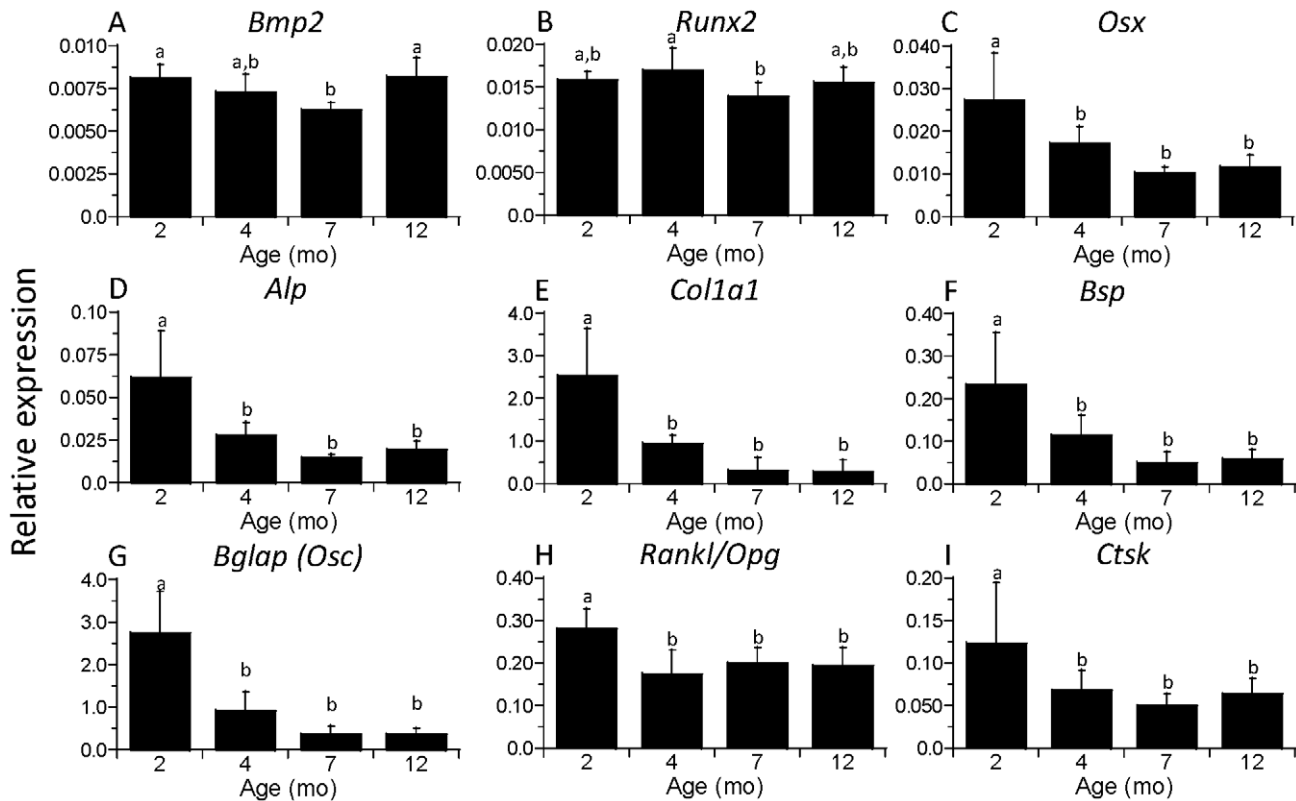 A Bmp2
0.010
0.0075
0.0050
0.0025
0.0
a
a,b
b
a
2 4 7 12
Age (mo)
B Runx2
0.020
0.015
0.010
0.0050
0.0
a,b
a
b
a,b
2 4 7 12
Age (mo)
C Osx
0.040
0.030
0.020
0.010
0.0
a
b
b
b
2 4 7 12
Age (mo)
Relative expression
D Alp
0.10
0.075
0.050
0.025
0.0
a
b
b
b
2 4 7 12
Age (mo)
E Col1a1
4.0
3.0
2.0
1.0
0.0
a
b
b
b
2 4 7 12
Age (mo)
F Bsp
0.40
0.30
0.20
0.10
0.0
a
b
b
b
2 4 7 12
Age (mo)
G Bglap (Osc)
4.0
3.0
2.0
1.0
0.0
a
b
b
b
2 4 7 12
Age (mo)
H Rankl/Opg
0.40
0.30
0.20
0.10
0.0
a
b
b
b
2 4 7 12
Age (mo)
I Ctsk
0.20
0.15
0.10
0.050
0.0
a
b
b
b
2 4 7 12
Age (mo)